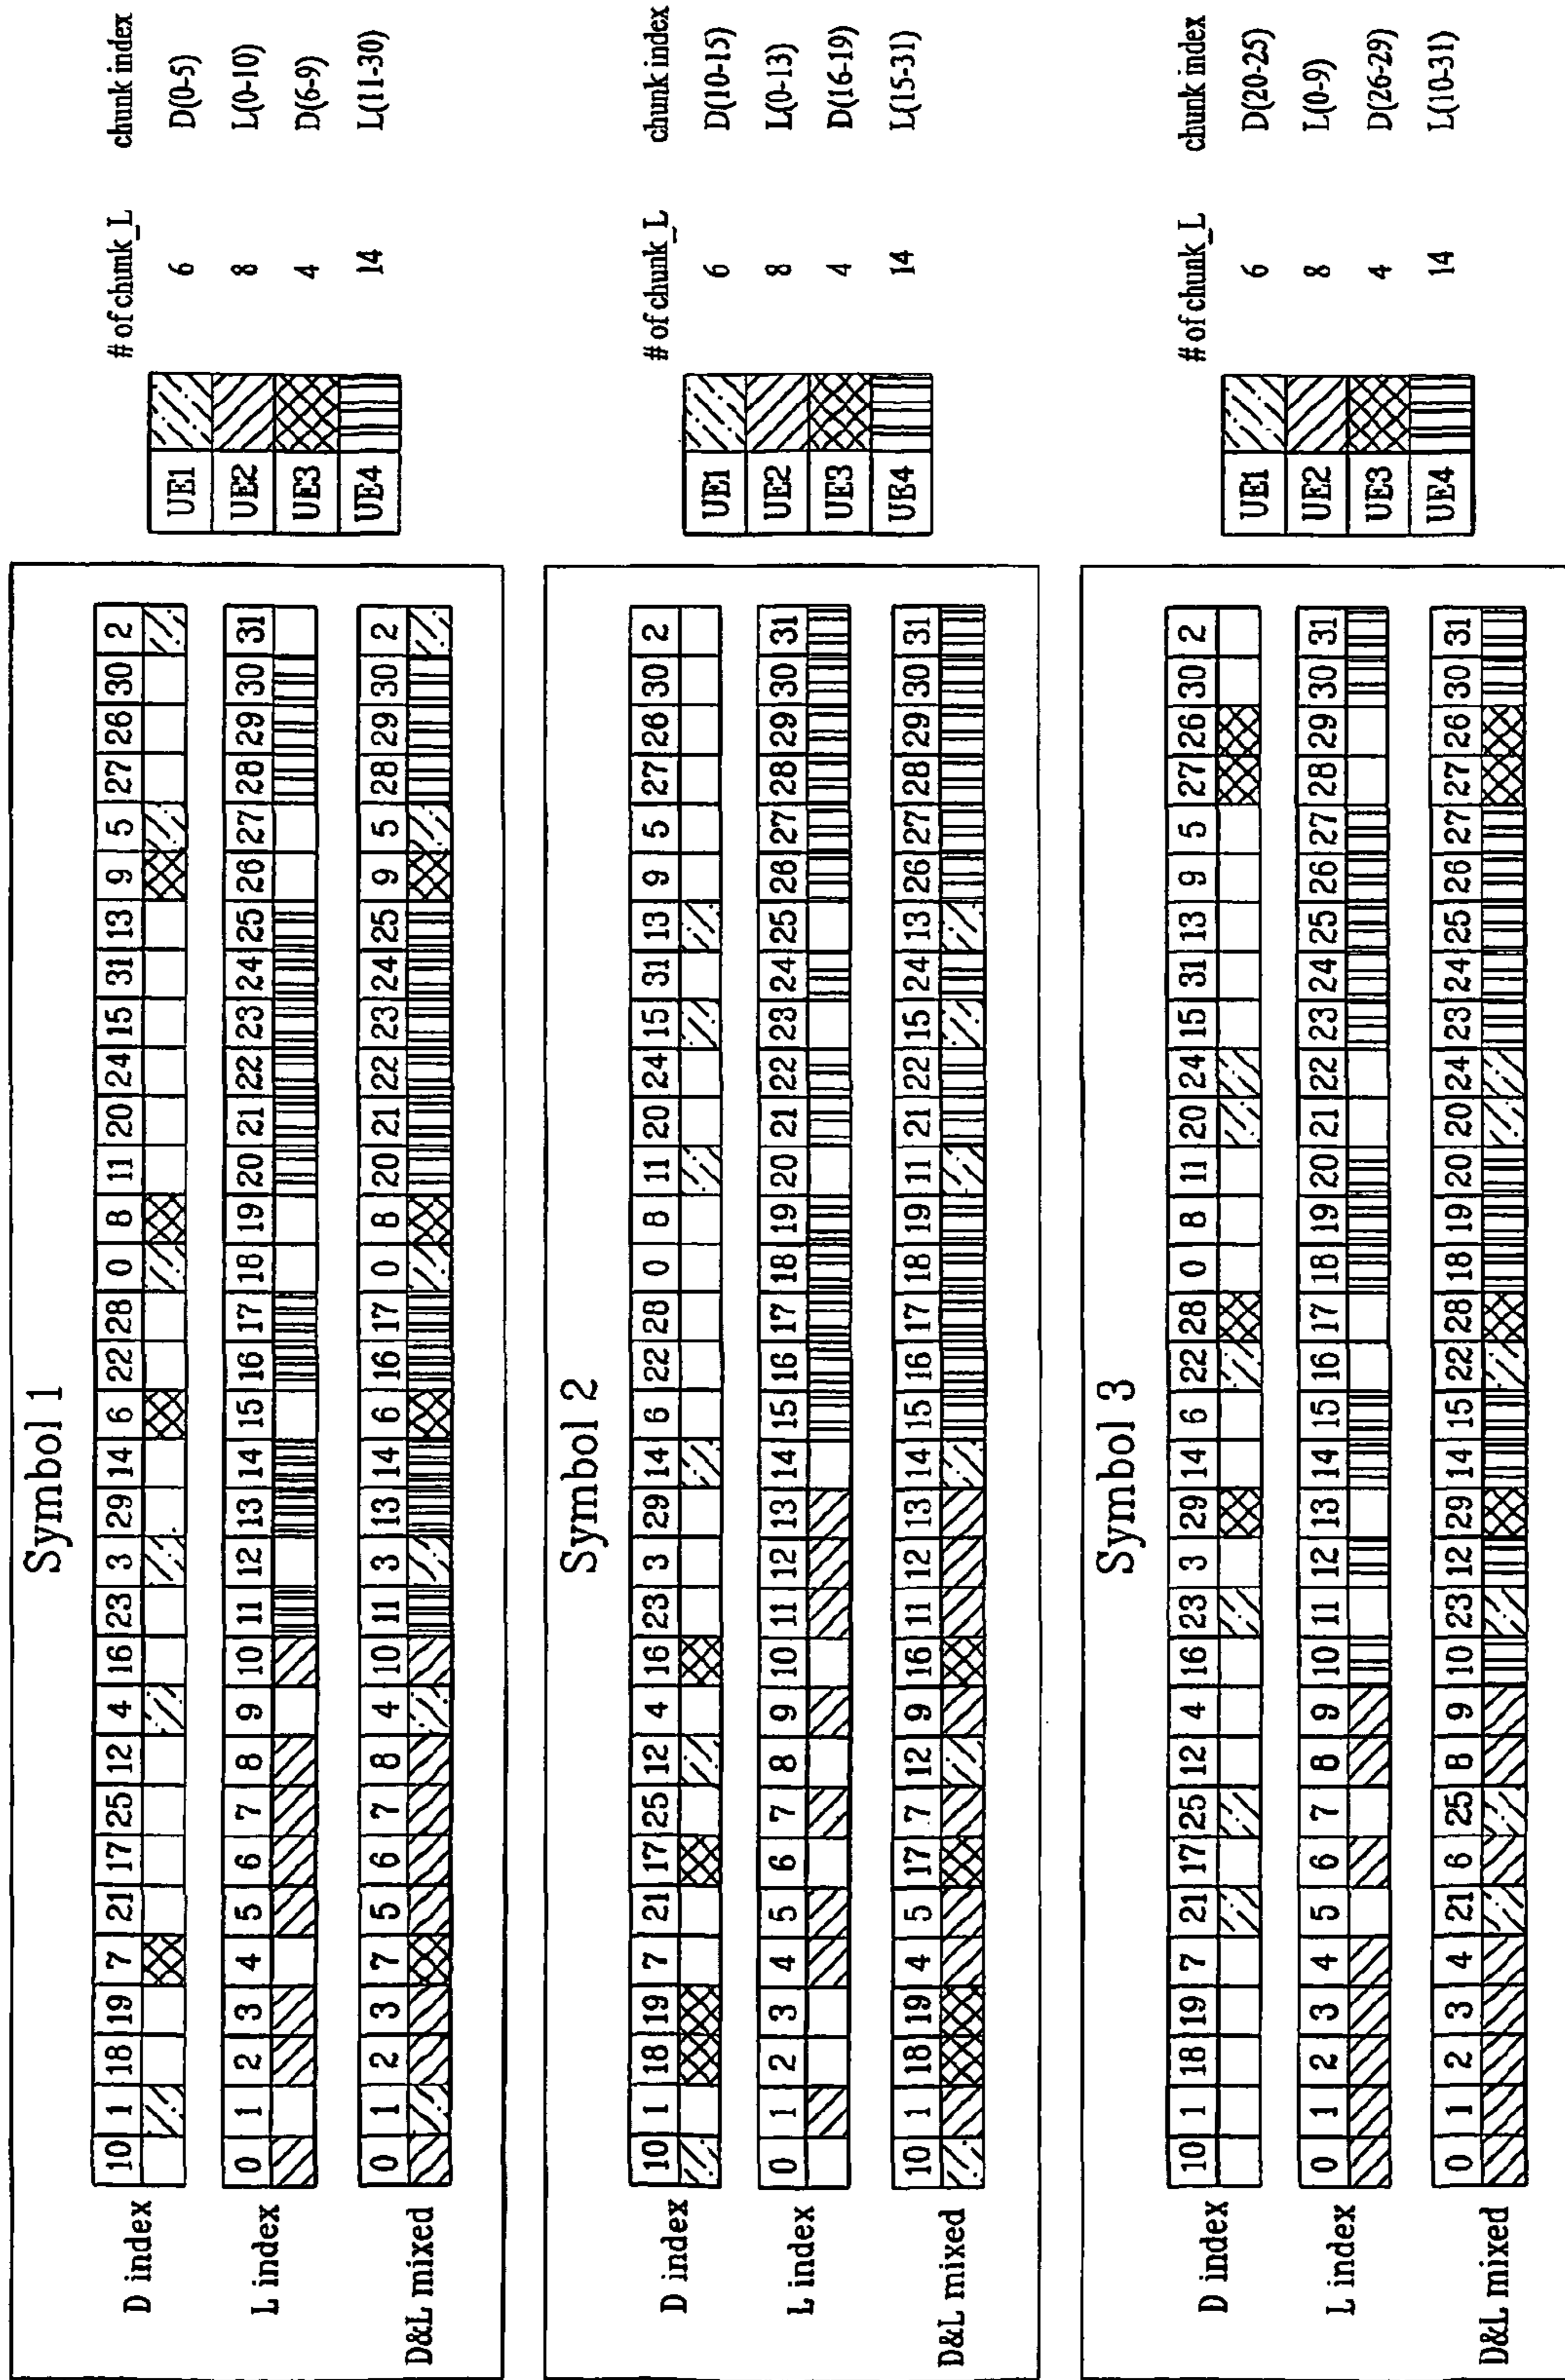 Symbol 1
D index 10 1 18 19 7 21 17 25 12 4 16 23 3 29 14 6 22 28 0 8 11 20 24 15 31 13 9 5 27 26 30 2
L index 0 1 2 3 4 5 6 7 8 9 10 11 12 13 14 15 16 17 18 19 20 21 22 23 24 25 26 27 28 29 30 31
D&L mixed 0 1 2 3 7 5 6 7 8 4 10 11 3 13 14 6 16 17 0 8 20 21 22 23 24 25 9 5 28 29 30 2
# of chumk_L chunk index
UE1 6 D(0-5)
UE2 8 L(0-10)
UE3 4 D(6-9)
UE4 14 L(11-30)
Symbol 2
D index 10 1 18 19 7 21 17 25 12 4 16 23 3 29 14 6 22 28 0 8 11 20 24 15 31 13 9 5 27 26 30 2
L index 0 1 2 3 4 5 6 7 8 9 10 11 12 13 14 15 16 17 18 19 20 21 22 23 24 25 26 27 28 29 30 31
D&L mixed 10 1 18 19 4 5 17 7 12 9 16 11 12 13 14 15 16 17 18 19 11 21 22 15 24 13 26 27 28 29 30 31
# of chunk_L chunk index
UE1 6 D(10-15)
UE2 8 L(0-13)
UE3 4 D(16-19)
UE4 14 L(15-31)
Symbol 3
D index 10 1 18 19 7 21 17 25 12 4 16 23 3 29 14 6 22 28 0 8 11 20 24 15 31 13 9 5 27 26 30 2
L index 0 1 2 3 4 5 6 7 8 9 10 11 12 13 14 15 16 17 18 19 20 21 22 23 24 25 26 27 28 29 30 31
D&L mixed 0 1 2 3 4 21 6 25 8 9 10 23 12 29 14 15 22 28 18 19 20 20 24 23 24 25 26 27 27 26 30 31
# of chunk_L chunk index
UE1 6 D(20-25)
UE2 8 L(0-9)
UE3 4 D(26-29)
UE4 14 L(10-31)